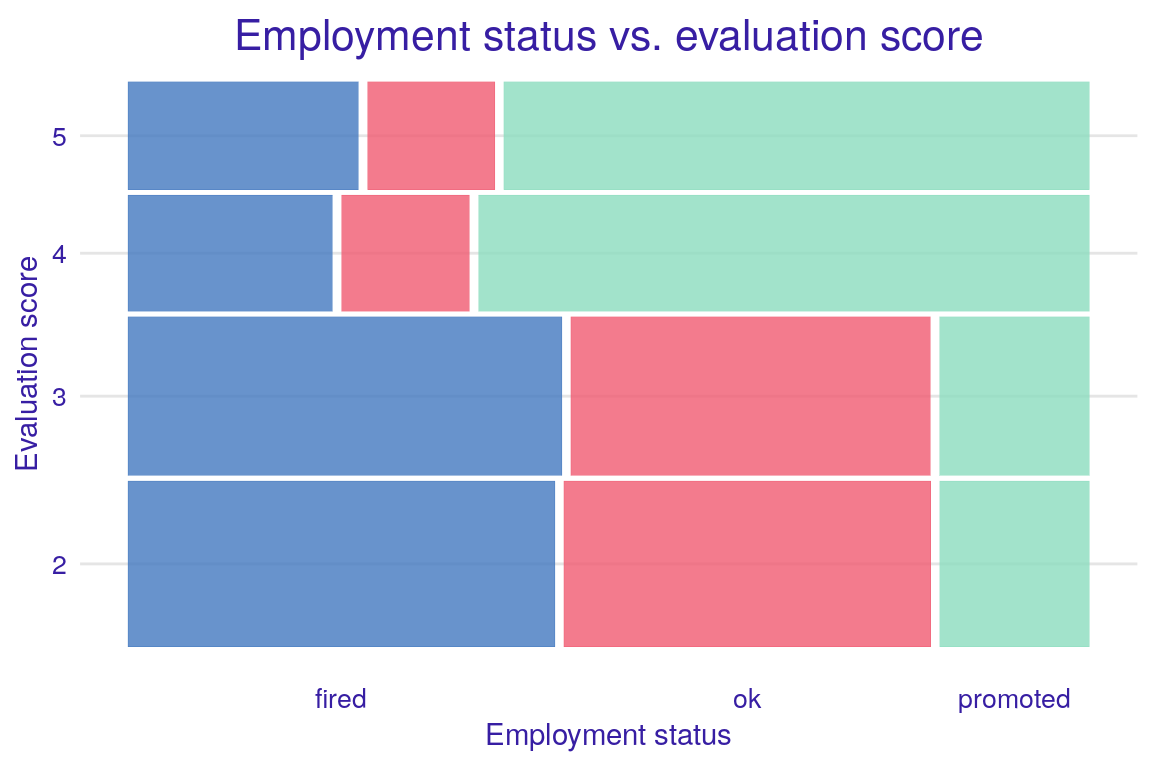 Employment status vs. evaluation score
5
4
3
2
Evaluation score
fired
ok
promoted
Employment status